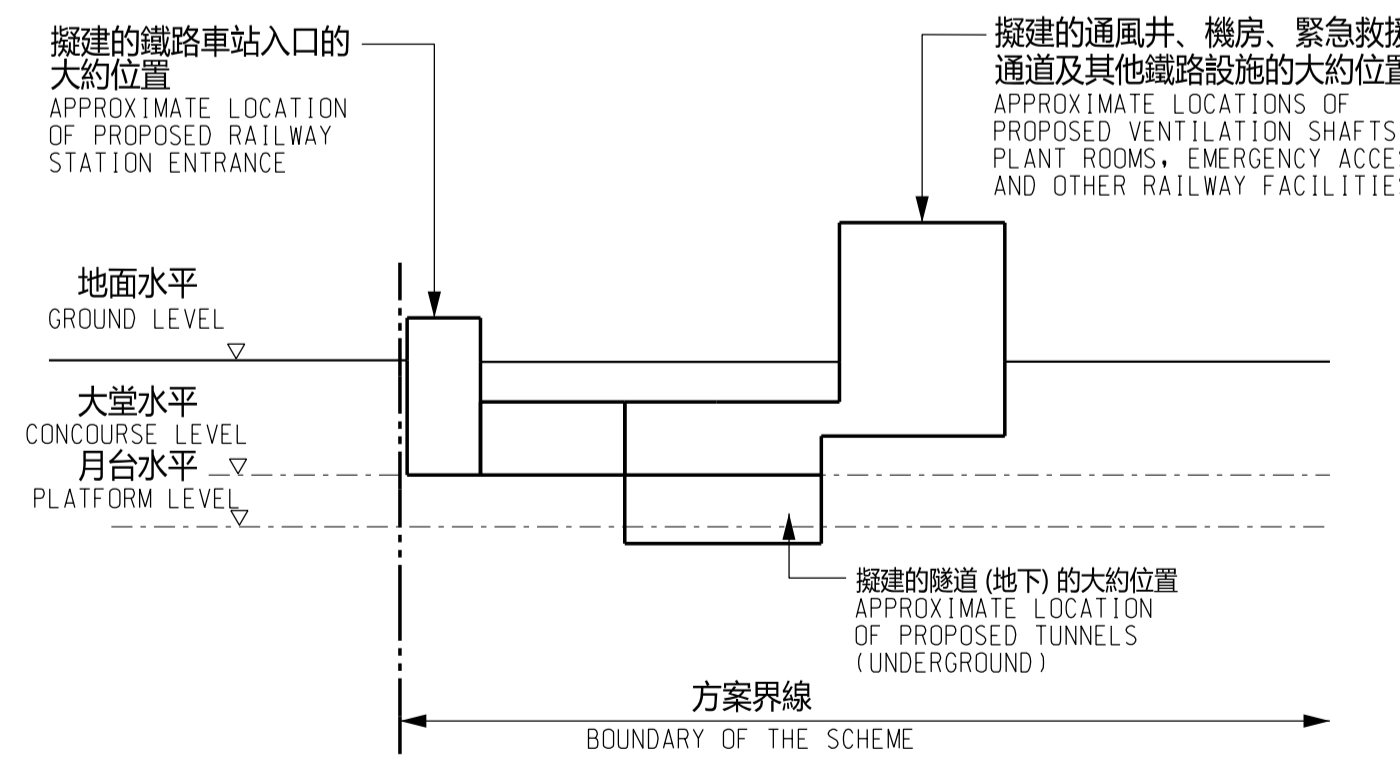 擬建的鐵路車站入口的
大約位置
APPROXIMATE LOCATION
OF PROPOSED RAILWAY
STATION ENTRANCE
擬建的通風井、機房、緊急救援
通道及其他鐵路設施的大約位置
APPROXIMATE LOCATIONS OF
PROPOSED VENTILATION SHAFTS
PLANT ROOMS, EMERGENCY
AND OTHER RAILWAY
地面水平
GROUND LEVEL
大堂水平
CONCOURSE LEVEL
月台水平
PLATFORM LEVEL
擬建的隧道 (地下) 的大約位置
APPROXIMATE LOCATION
OF PROPOSED TUNNELS
(UNDERGROUND)
方案界線
BOUNDARY OF THE SCHEME